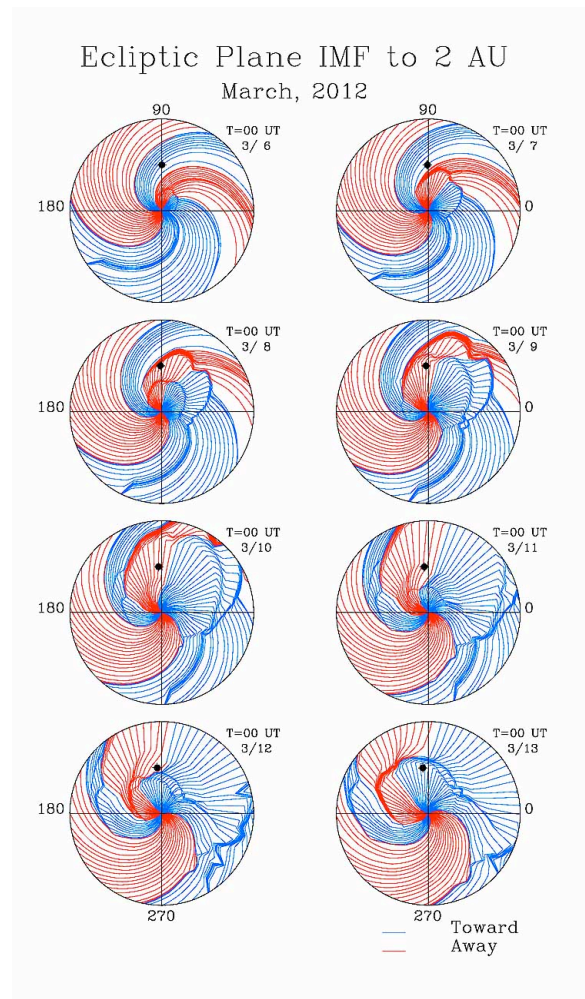 Ecliptic Plane IMF to 2 AU
March, 2012
90
90
T=00 UT
3/ 6
T=00 UT
3/ 7
180
0
T=00 UT
3/ 8
T=00 UT
3/ 9
180
0
T=00 UT
3/10
T=00 UT
3/11
180
0
T=00 UT
3/12
T=00 UT
3/13
180
0
270
270
Toward
Away